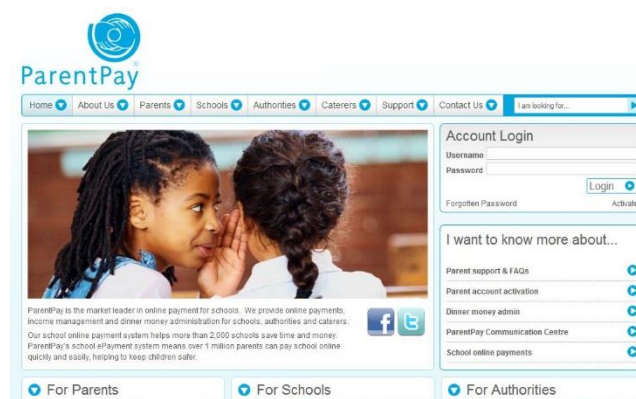 ParentPay
Home About Us Parents Schools Authorities Caterers Support Contact Us I am looking for...
Account Login
Username
Password
Login
Forgotten Password Activate
I want to know more about...
Parent support & FAQs
Parent account activation
Dinner money admin
ParentPay Communication Centre
School online payments
ParentPay is the market leader in online payment for schools. We provide online payments,
income management and dinner money administration for schools, authorities and caterers.
Our school online payment system helps more than 2,000 schools save time and money.
ParentPay's school ePayment system means over 1 million parents can pay school online
quickly and easily, helping to keep children safer.
For Parents For Schools For Authorities